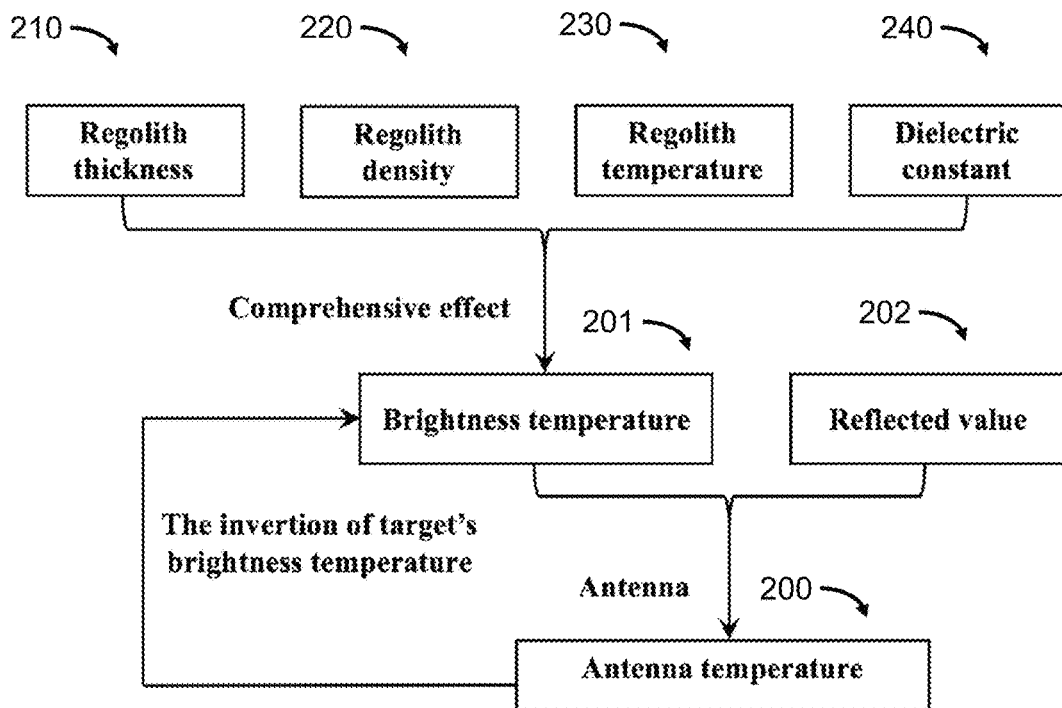 210
220
230
240
Regolith
thickness
Regolith
density
Regolith
temperature
Dielectric
constant
Comprehensive effect
201
202
Brightness temperature
Reflected value
The invertion of target's
brightness temperature
Antenna
200
Antenna temperature